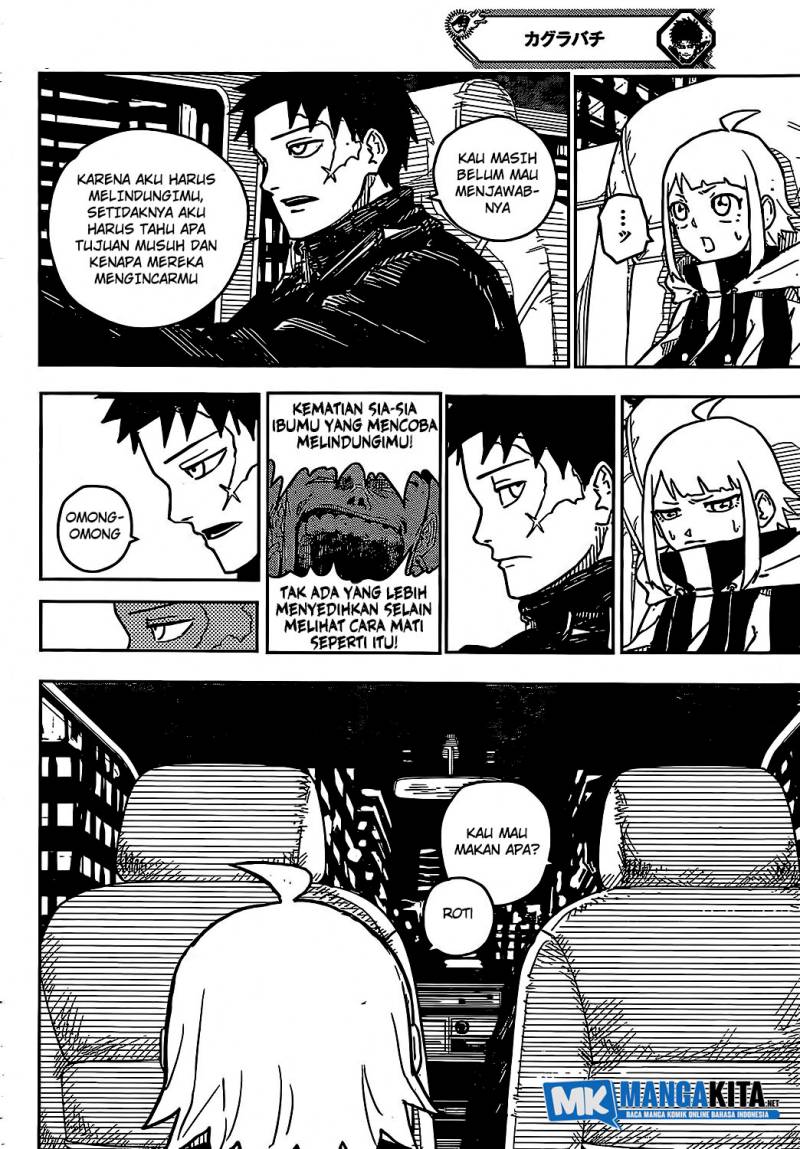 カグラバチ
KAU MASIH
BELUM MAU
MENJAWAB-
NYA
KARENA AKU HARUS
MELINDUNGIMU,
SETIDAKNYA AKU
HARUS TAHU APA
TUJUAN MUSUH DAN
KENAPA MEREKA
MENGINCARMU
…ッ
OMONG-
OMONG
KEMATIAN SIA-SIA
IBUMU YANG MENCOBA
MELINDUNGIMU!
TAK ADA YANG LEBIH
MENYEDIHKAN SELAIN
MELIHAT CARA MATI
SEPERTI ITU!
KAU MAU
MAKAN APA?
ROTI
MK MANGAKITA.NET
BACA MANGA KOMIK ONLINE BAHASA INDONESIA